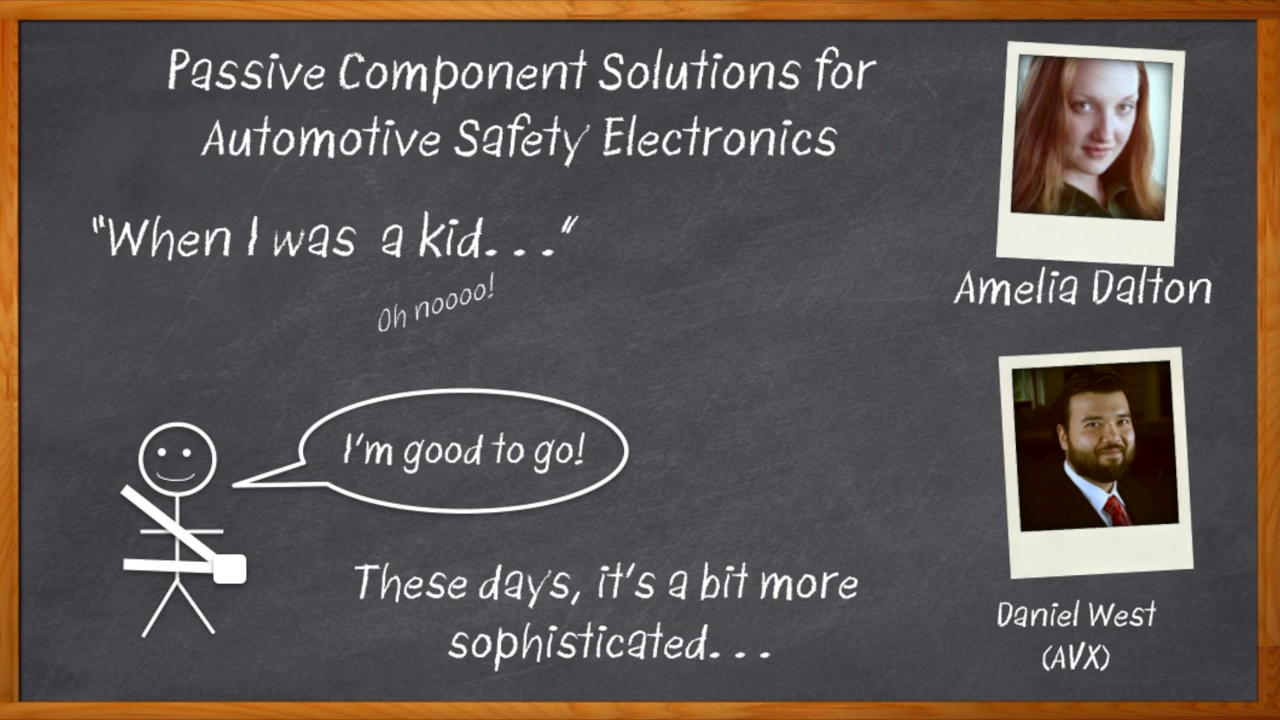 Passive Component Solutions for
Automotive Safety Electronics
"When I was a kid. . ."
Oh noooo!
I'm good to go!
These days, it's a bit more
sophisticated. . .
Amelia Dalton
Daniel West
(AVX)